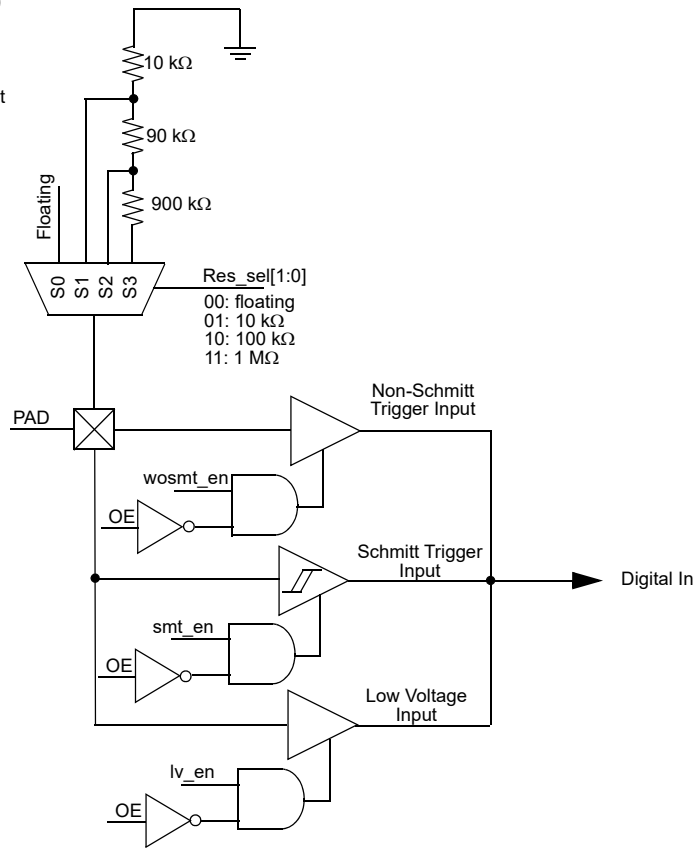 )
10 kΩ
t
90 kΩ
900 kΩ
Floating
S0
S1
S2
S3
Res_sel[1:0]
00: floating
01: 10 kΩ
10: 100 kΩ
11: 1 MΩ
PAD
Non-Schmitt
Trigger Input
wosmt_en
OE
Schmitt Trigger
Input
Digital In
smt_en
OE
Low Voltage
Input
lv_en
OE